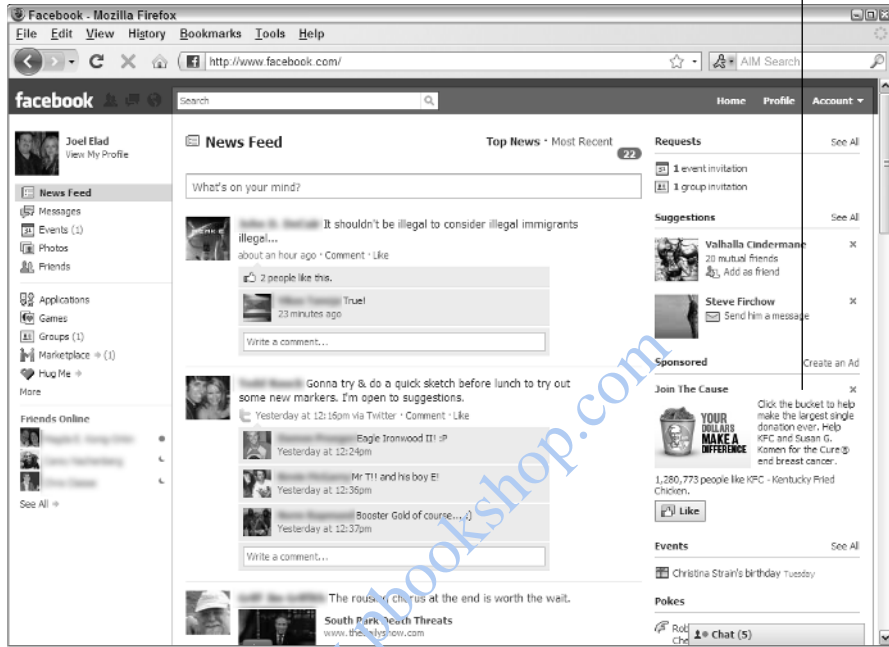 Facebook - Mozilla Firefox
File Edit View History Bookmarks Tools Help
http://www.facebook.com/
AIM Search
facebook
Search
Home Profile Account
Joel Elad
View My Profile
News Feed
Messages
Events (1)
Photos
Friends
Applications
Games
Groups (1)
Marketplace (1)
Hug Me
More
Friends Online
See All
News Feed
Top News · Most Recent
22
What's on your mind?
It shouldn't be illegal to consider illegal immigrants
illegal...
about an hour ago · Comment · Like
2 people like this.
True!
23 minutes ago
Write a comment...
Gonna try & do a quick sketch before lunch to try out
some new markers. I'm open to suggestions.
Yesterday at 12:16pm via Twitter · Comment · Like
Eagle Ironwood II! :P
Yesterday at 12:24pm
Mr T!! and his boy E!
Yesterday at 12:36pm
Booster Gold of course... ;)
Yesterday at 12:37pm
Write a comment...
The rousing chorus at the end is worth the wait.
South Park Death Threats
www.thedailyshow.com
Requests See All
1 event invitation
1 group invitation
Suggestions See All
Valhalla Cindermane
20 mutual friends
Add as friend
Steve Firchow
Send him a message
Sponsored Create an Ad
Join The Cause
YOUR
DOLLARS
MAKE A
DIFFERENCE
Click the bucket to help
make the largest single
donation ever. Help
KFC and Susan G.
Komen for the Cure®
end breast cancer.
1,280,773 people like KFC - Kentucky Fried
Chicken.
Like
Events See All
Christina Strain's birthday Tuesday
Pokes
Chat (5)
pbookshop.com